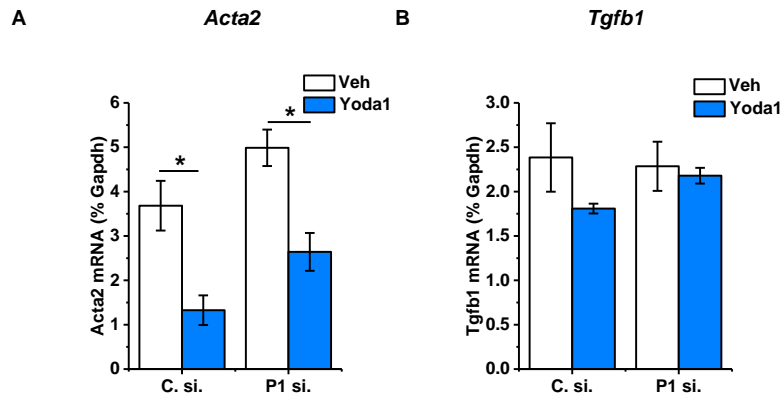 A
Acta2
Veh
Yoda1
Acta2 mRNA (% Gapdh)
6
5
4
3
2
1
0
*
*
C. si.
P1 si.
B
Tgfb1
Veh
Yoda1
Tgfb1 mRNA (% Gapdh)
3.0
2.5
2.0
1.5
1.0
0.5
0.0
C. si.
P1 si.